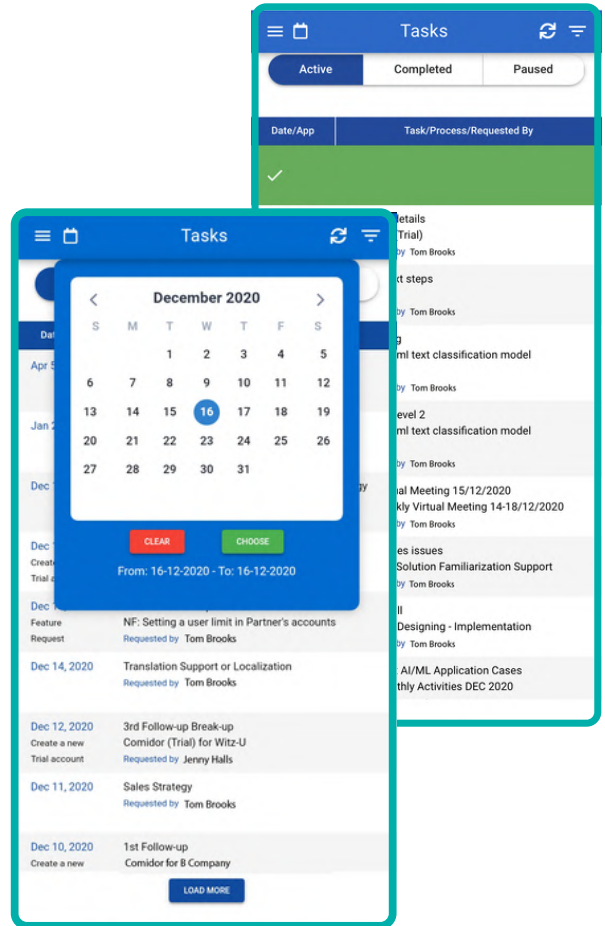 Tasks
Active Completed Paused
Date/App Task/Process/Requested By
details
(Trial)
by Tom Brooks
xt steps
by Tom Brooks
ml text classification model
by Tom Brooks
evel 2
ml text classification model
by Tom Brooks
ual Meeting 15/12/2020
kly Virtual Meeting 14-18/12/2020
by Tom Brooks
es issues
Solution Familiarization Support
by Tom Brooks
ll
Designing - Implementation
by Tom Brooks
: AI/ML Application Cases
thly Activities DEC 2020
Tasks
Dat
Apr 5
Jan 2
Dec
Dec
Creat
Trial a
December 2020
S M T W T F S
1 2 3 4 5
6 7 8 9 10 11 12
13 14 15 16 17 18 19
20 21 22 23 24 25 26
27 28 29 30 31
CLEAR CHOOSE
From: 16-12-2020 - To: 16-12-2020
gy
Dec
Feature NF: Setting a user limit in Partner's accounts
Request Requested by Tom Brooks
Dec 14, 2020 Translation Support or Localization
Requested by Tom Brooks
Dec 12, 2020 3rd Follow-up Break-up
Create a new Comidor (Trial) for Witz-U
Trial account Requested by Jenny Halls
Dec 11, 2020 Sales Strategy
Requested by Tom Brooks
Dec 10, 2020 1st Follow-up
Create a new Comidor for B Company
LOAD MORE